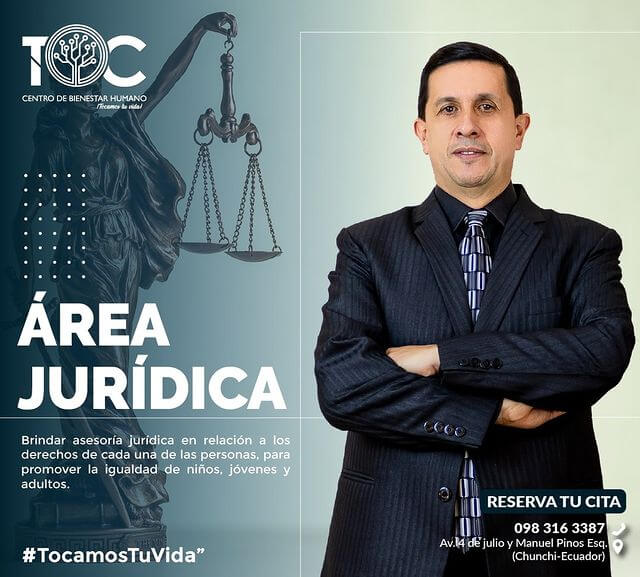 TOC
CENTRO DE BIENESTAR HUMANO
¡Tocamos tu vida!
ÁREA
JURÍDICA
Brindar asesoría jurídica en relación a los
derechos de cada una de las personas, para
promover la igualdad de niños, jóvenes y
adultos.
#TocamosTuVida”
RESERVA TU CITA
098 316 3387
Av.l4 de julio y Manuel Pinos Esq.
(Chunchi-Ecuador)